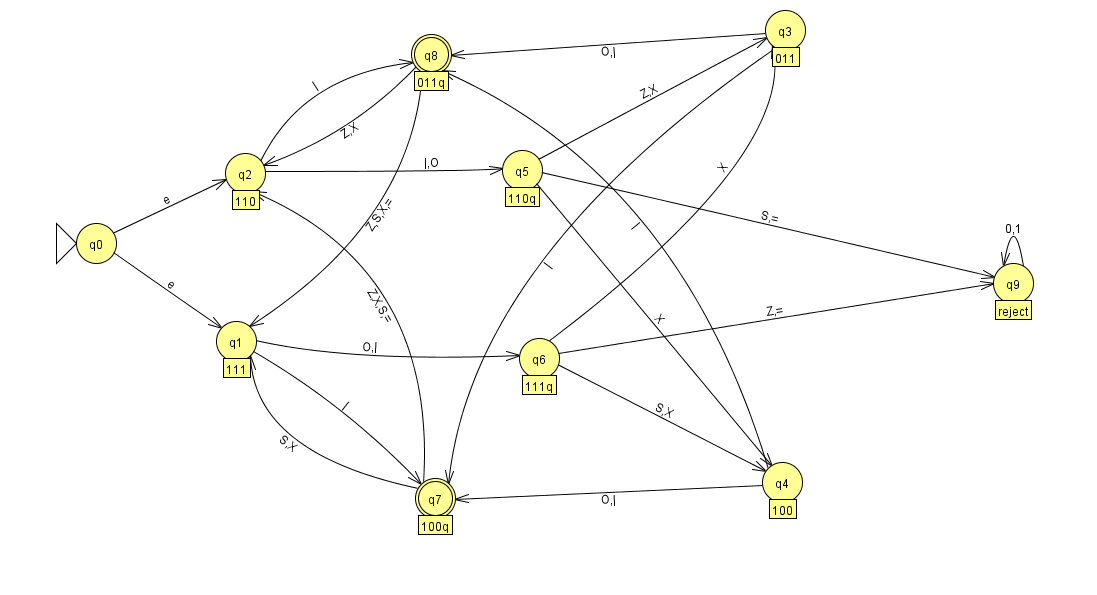 q3
011
q8
011q
O,|
|
Z,X
Z,X
q2
110
|,O
q5
110q
e
Z,S,X,=
X
S,=
|
q0
0,1
|
e
q9
reject
Z,X,S,=
Z,=
X
q1
111
O,|
q6
111q
|
S,X
S,X
q4
100
q7
100q
O,|